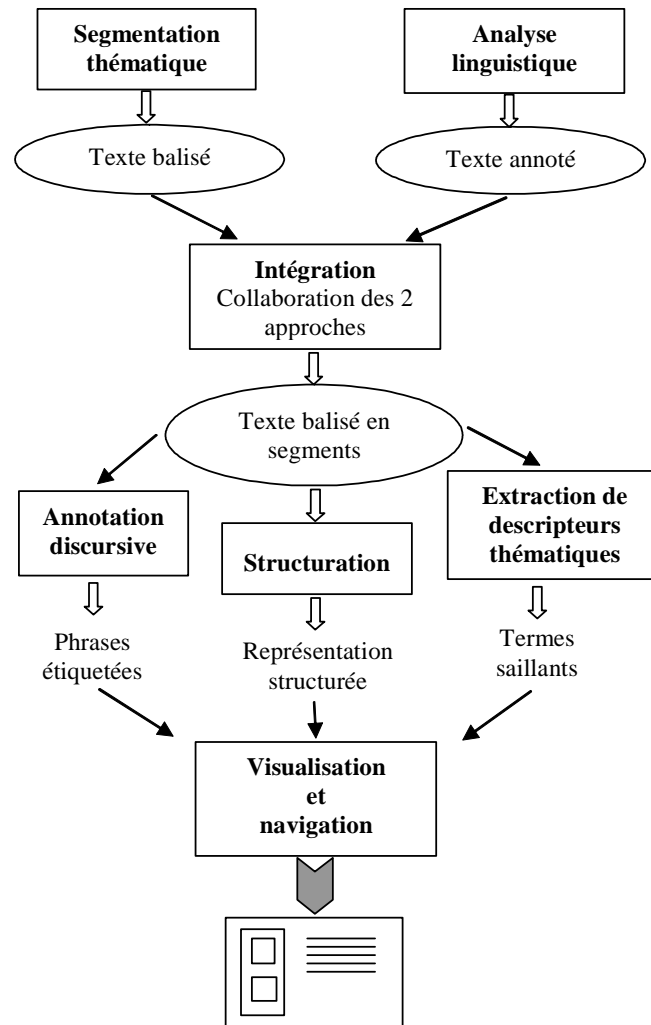 Segmentation
thématique
Analyse
linguistique
Texte balisé
Texte annoté
Intégration
Collaboration des 2
approches
Texte balisé en
segments
Annotation
discursive
Structuration
Extraction de
descripteurs
thématiques
Phrases
étiquetées
Représentation
structurée
Termes
saillants
Visualisation
et
navigation